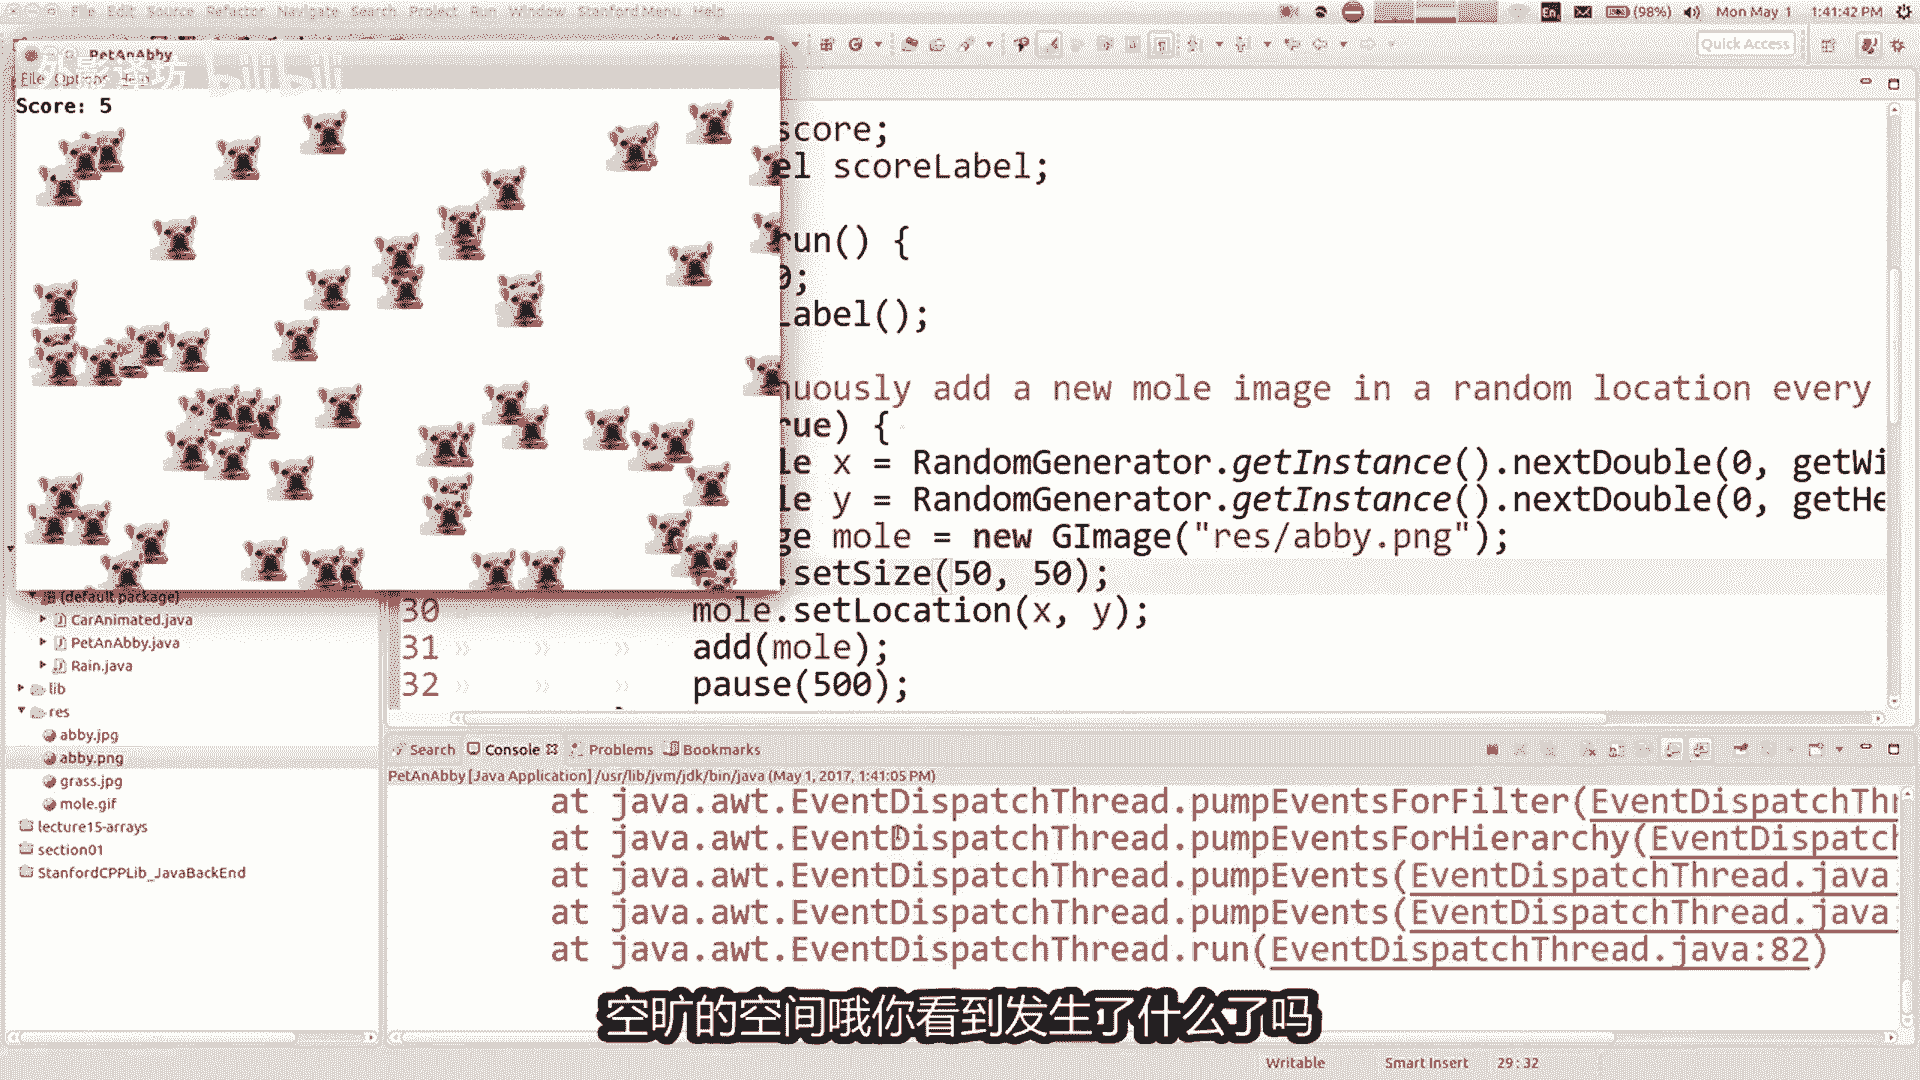 File Edit Source Refactor Navigate Search Project Run Window Stanford Menu Help
En (98%) Mon May 1 1:41:42 PM
Quick Access
PetAnAbby
File Options Help
外影译坊 bilibili
Score: 5
score;
el scoreLabel;
run() {
0;
Label();
nuously add a new mole image in a random location every
rue) {
le x = RandomGenerator.getInstance().nextDouble(0, getWi
le y = RandomGenerator.getInstance().nextDouble(0, getHe
ge mole = new GImage("res/abby.png");
.setSize(50, 50);
30 mole.setLocation(x, y);
31 add(mole);
32 pause(500);
(default package)
CarAnimated.java
PetAnAbby.java
Rain.java
lib
res
abby.jpg
abby.png
grass.jpg
mole.gif
lecture15-arrays
section01
StanfordCPPLib_JavaBackEnd
Search Console Problems Bookmarks
PetAnAbby [Java Application] /usr/lib/jvm/jdk/bin/java (May 1, 2017, 1:41:05 PM)
at java.awt.EventDispatchThread.pumpEventsForFilter(EventDispatchThr
at java.awt.EventDispatchThread.pumpEventsForHierarchy(EventDispatch
at java.awt.EventDispatchThread.pumpEvents(EventDispatchThread.java:
at java.awt.EventDispatchThread.pumpEvents(EventDispatchThread.java:
at java.awt.EventDispatchThread.run(EventDispatchThread.java:82)
空旷的空间哦你看到发生了什么了吗
Writable Smart Insert 29:32